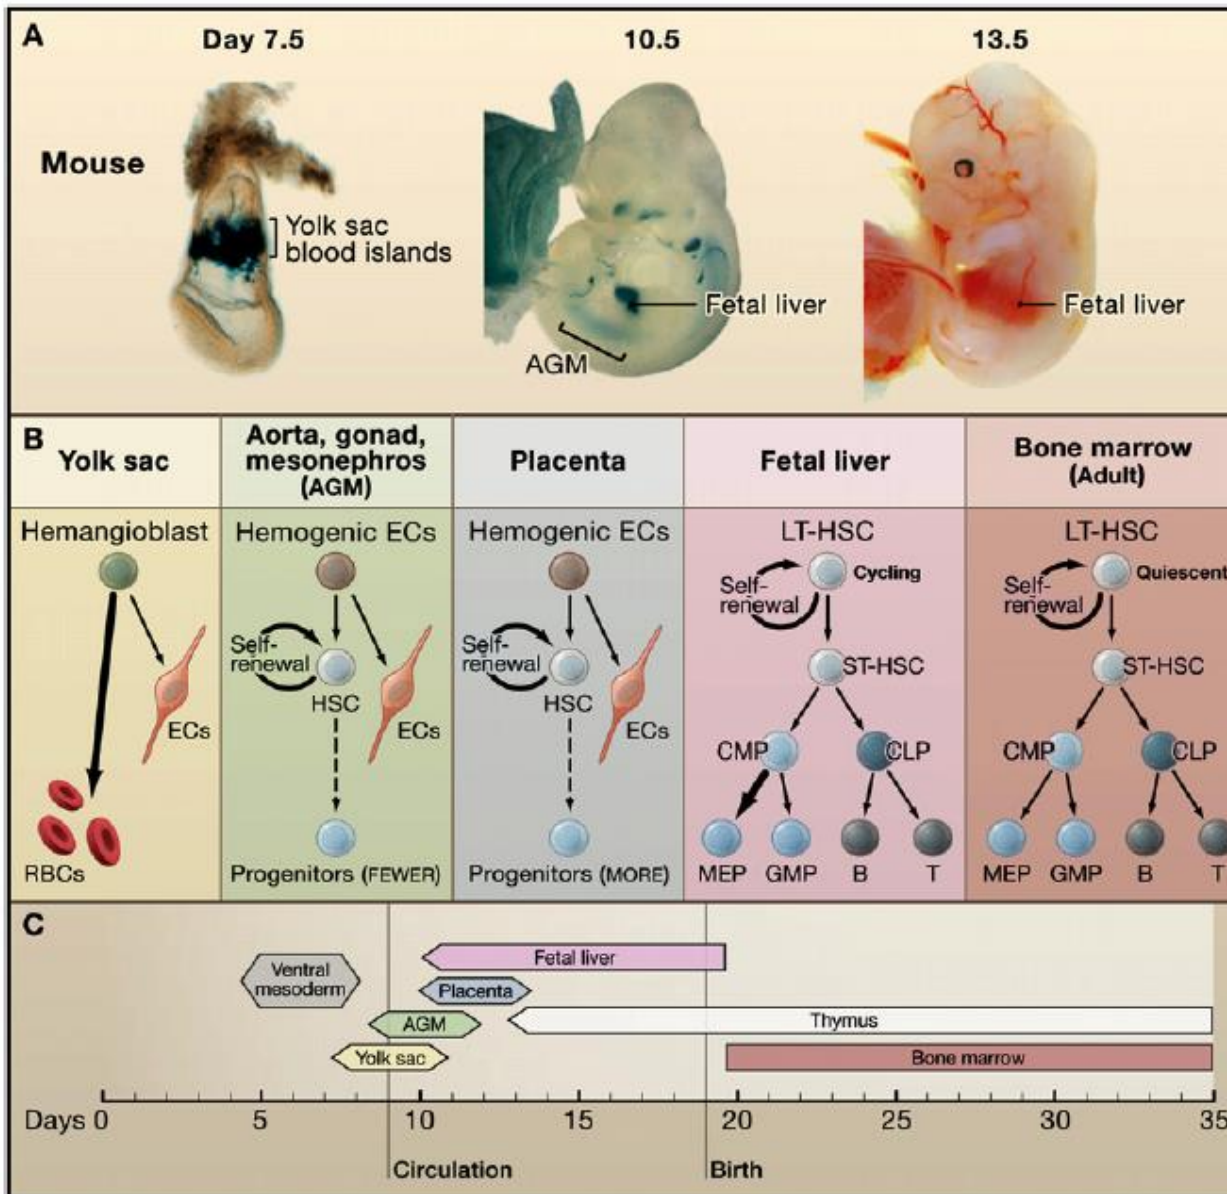 A
Day 7.5
10.5
13.5
Mouse
Yolk sac
blood islands
Fetal liver
AGM
Fetal liver
B
Yolk sac
Aorta, gonad,
mesonephros
(AGM)
Placenta
Fetal liver
Bone marrow
(Adult)
Hemangioblast
ECs
RBCs
Hemogenic ECs
Self-
renewal
HSC
ECs
Progenitors (FEWER)
Hemogenic ECs
Self-
renewal
HSC
ECs
Progenitors (MORE)
LT-HSC
Cycling
Self-
renewal
ST-HSC
CMP
CLP
MEP
GMP
B
T
LT-HSC
Quiescent
Self-
renewal
ST-HSC
CMP
CLP
MEP
GMP
B
T
C
Fetal liver
Ventral
mesoderm
Placenta
AGM
Thymus
Yolk sac
Bone marrow
Days 0 5 10 15 20 25 30 35
Circulation
Birth